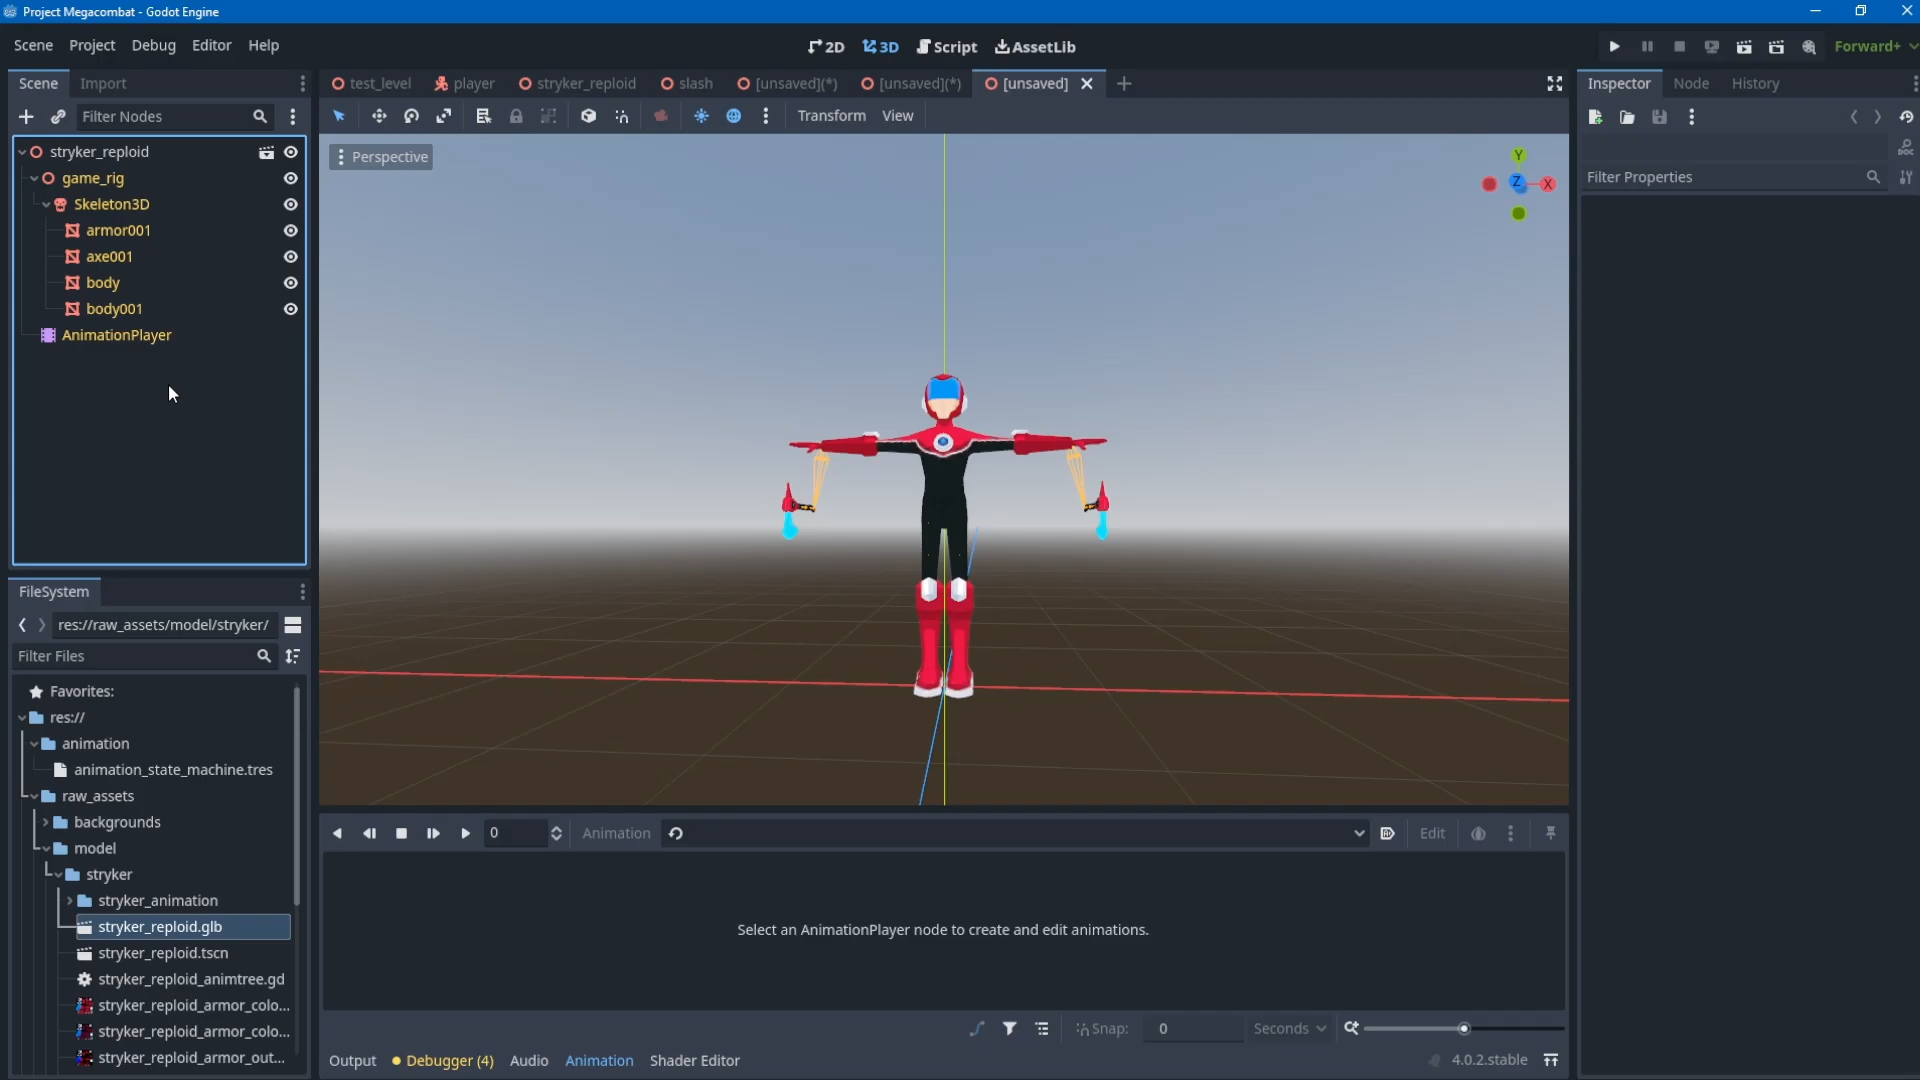 Project Megacombat - Godot Engine
Scene Project Debug Editor Help
2D 3D Script AssetLib
Forward+
Scene Import
test_level player stryker_reploid slash [unsaved](*) [unsaved](*) [unsaved]
Inspector Node History
Filter Nodes
Transform View
stryker_reploid
Perspective
Y
Z
X
Filter Properties
game_rig
Skeleton3D
armor001
axe001
body
body001
AnimationPlayer
FileSystem
res://raw_assets/model/stryker/
Filter Files
Favorites:
res://
animation
animation_state_machine.tres
raw_assets
backgrounds
model
stryker
stryker_animation
stryker_reploid.glb
stryker_reploid.tscn
stryker_reploid_animtree.gd
stryker_reploid_armor_colo...
stryker_reploid_armor_colo...
stryker_reploid_armor_out...
0 Animation Edit
Select an AnimationPlayer node to create and edit animations.
Snap: 0 Seconds
Output Debugger (4) Audio Animation Shader Editor
4.0.2.stable